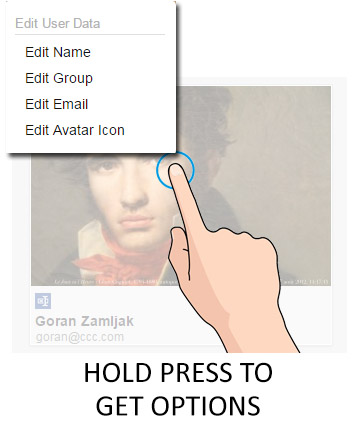 Edit User Data
Edit Name
Edit Group
Edit Email
Edit Avatar Icon
Goran Zamljak
goran@ccc.com
HOLD PRESS TO
GET OPTIONS